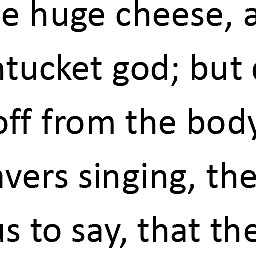 e huge cheese, a
ntucket god; but
off from the body
avers singing, the
us to say, that the